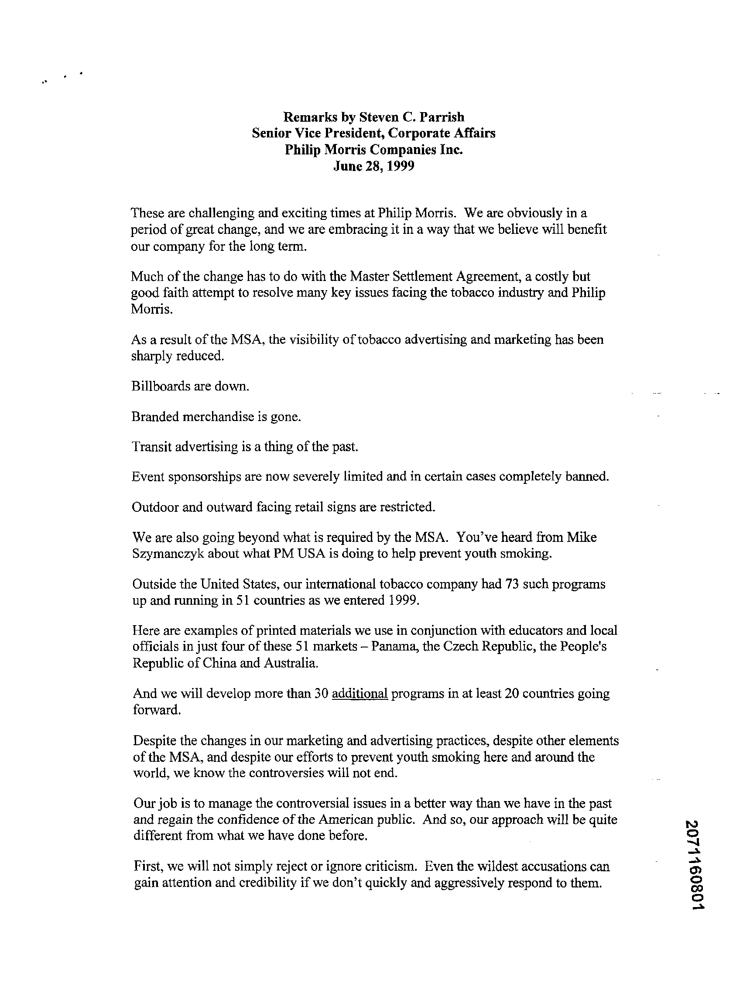 Remarks by Steven C. Parrish
Senior Vice President, Corporate Affairs
Philip Morris Companies Inc.
June 28, 1999
These are challenging and exciting times at Philip Morris. We are obviously in a
period of great change, and we are embracing it in a way that we believe will benefit
our company for the long term.
Much of the change has to do with the Master Settlement Agreement, a costly but
good faith attempt to resolve many key issues facing the tobacco industry and Philip
Morris.
As a result of the MSA, the visibility of tobacco advertising and marketing has been
sharply reduced.
Billboards are down.
Branded merchandise is gone.
Transit advertising is a thing of the past.
Event sponsorships are now severely limited and in certain cases completely banned.
Outdoor and outward facing retail signs are restricted.
We are also going beyond what is required by the MSA. You've heard from Mike
Szymanczyk about what PM USA is doing to help prevent youth smoking.
Outside the United States, our international tobacco company had 73 such programs
up and running in 51 countries as we entered 1999.
Here are examples of printed materials we use in conjunction with educators and local
officials in just four of these 51 markets – Panama, the Czech Republic, the People's
Republic of China and Australia.
And we will develop more than 30 additional programs in at least 20 countries going
forward.
Despite the changes in our marketing and advertising practices, despite other elements
of the MSA, and despite our efforts to prevent youth smoking here and around the
world, we know the controversies will not end.
Our job is to manage the controversial issues in a better way than we have in the past
and regain the confidence of the American public. And so, our approach will be quite
different from what we have done before.
First, we will not simply reject or ignore criticism. Even the wildest accusations can
gain attention and credibility if we don't quickly and aggressively respond to them.
2071160801